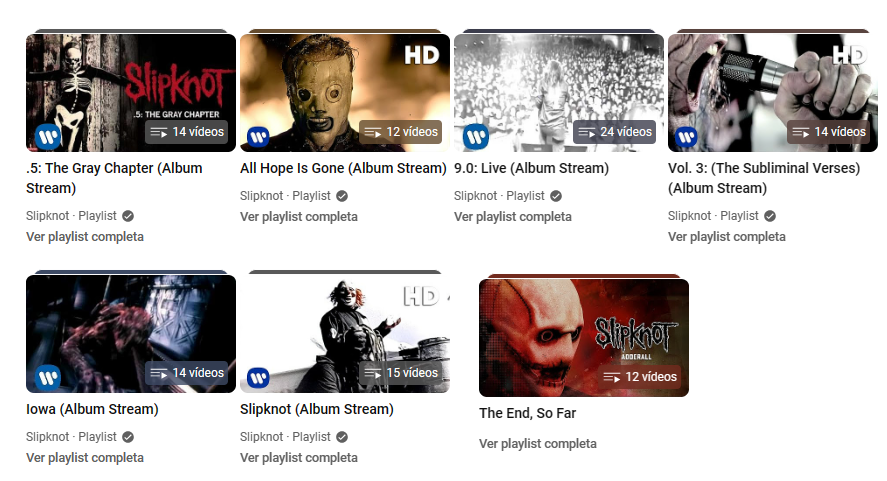 SLIPKNOT
.5: THE GRAY CHAPTER
14 vídeos
HD
12 vídeos
24 vídeos
HD
14 vídeos
.5: The Gray Chapter (Album
Stream)
Slipknot · Playlist
Ver playlist completa
All Hope Is Gone (Album Stream)
Slipknot · Playlist
Ver playlist completa
9.0: Live (Album Stream)
Slipknot · Playlist
Ver playlist completa
Vol. 3: (The Subliminal Verses)
(Album Stream)
Slipknot · Playlist
Ver playlist completa
14 vídeos
Iowa (Album Stream)
Slipknot · Playlist
Ver playlist completa
HD
15 vídeos
Slipknot (Album Stream)
Slipknot · Playlist
Ver playlist completa
SLIPKNOT
ADDERALL
12 vídeos
The End, So Far
Ver playlist completa